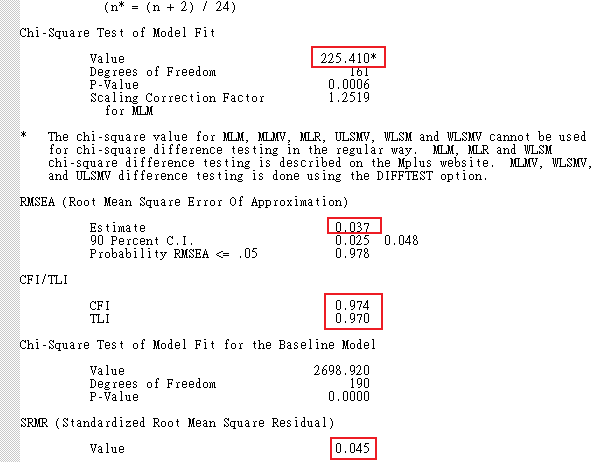 (n* = (n + 2) / 24)
Chi-Square Test of Model Fit
Value 225.410*
Degrees of Freedom 161
P-Value 0.0006
Scaling Correction Factor 1.2519
for MLM
* The chi-square value for MLM, MLMV, MLR, ULSMV, WLSM and WLSMV cannot be used
for chi-square difference testing in the regular way. MLM, MLR and WLSM
chi-square difference testing is described on the Mplus website. MLMV, WLSMV,
and ULSMV difference testing is done using the DIFFTEST option.
RMSEA (Root Mean Square Error Of Approximation)
Estimate 0.037
90 Percent C.I. 0.025 0.048
Probability RMSEA <= .05 0.978
CFI/TLI
CFI 0.974
TLI 0.970
Chi-Square Test of Model Fit for the Baseline Model
Value 2698.920
Degrees of Freedom 190
P-Value 0.0000
SRMR (Standardized Root Mean Square Residual)
Value 0.045